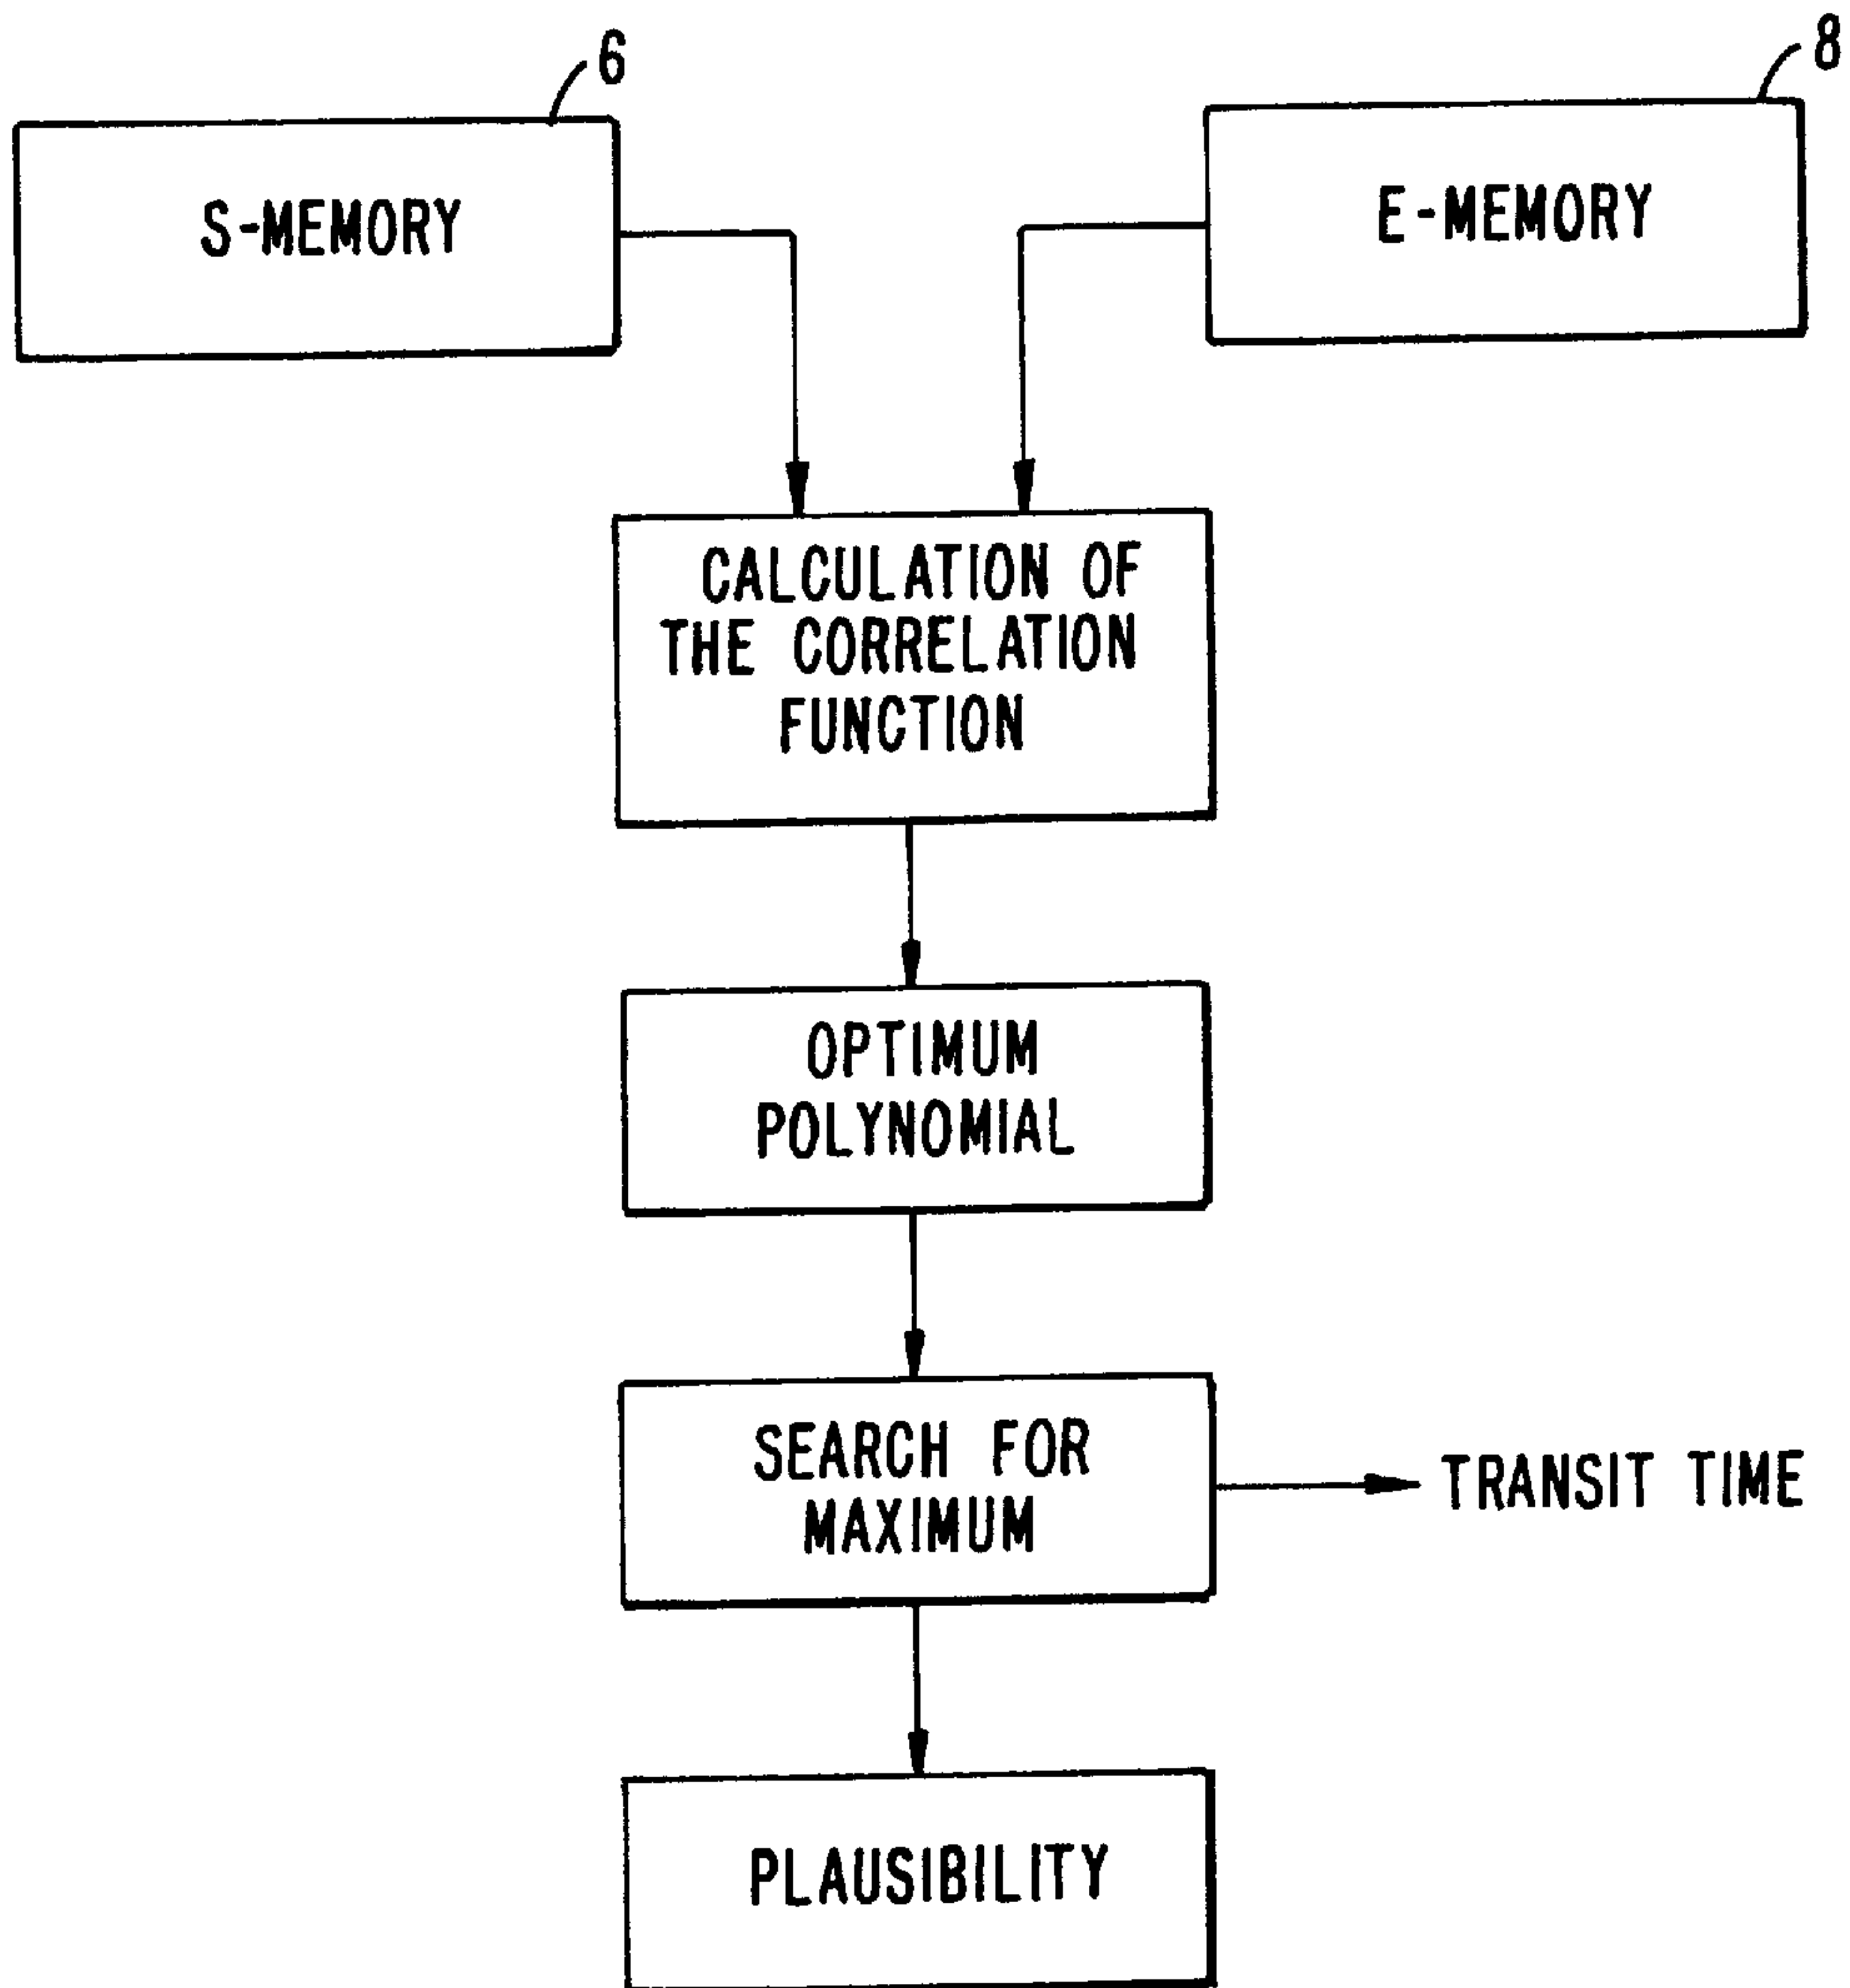 6
8
S-MEMORY
E-MEMORY
CALCULATION OF
THE CORRELATION
FUNCTION
OPTIMUM
POLYNOMIAL
SEARCH FOR
MAXIMUM
TRANSIT TIME
PLAUSIBILITY